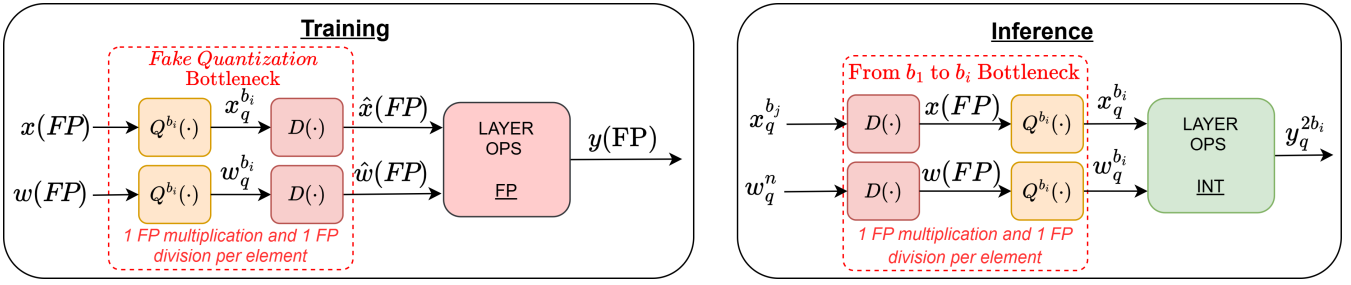 Training
Fake Quantization
Bottleneck
x(FP)
Q^{b_i}(·)
x_q^{b_i}
D(·)
x̂(FP)
w(FP)
Q^{b_i}(·)
w_q^{b_i}
D(·)
ŵ(FP)
LAYER
OPS
FP
y(FP)
1 FP multiplication and 1 FP
division per element
Inference
From b_1 to b_i Bottleneck
x_q^{b_j}
D(·)
x(FP)
Q^{b_i}(·)
x_q^{b_i}
w_q^n
D(·)
w(FP)
Q^{b_i}(·)
w_q^{b_i}
LAYER
OPS
INT
y_q^{2b_i}
1 FP multiplication and 1 FP
division per element